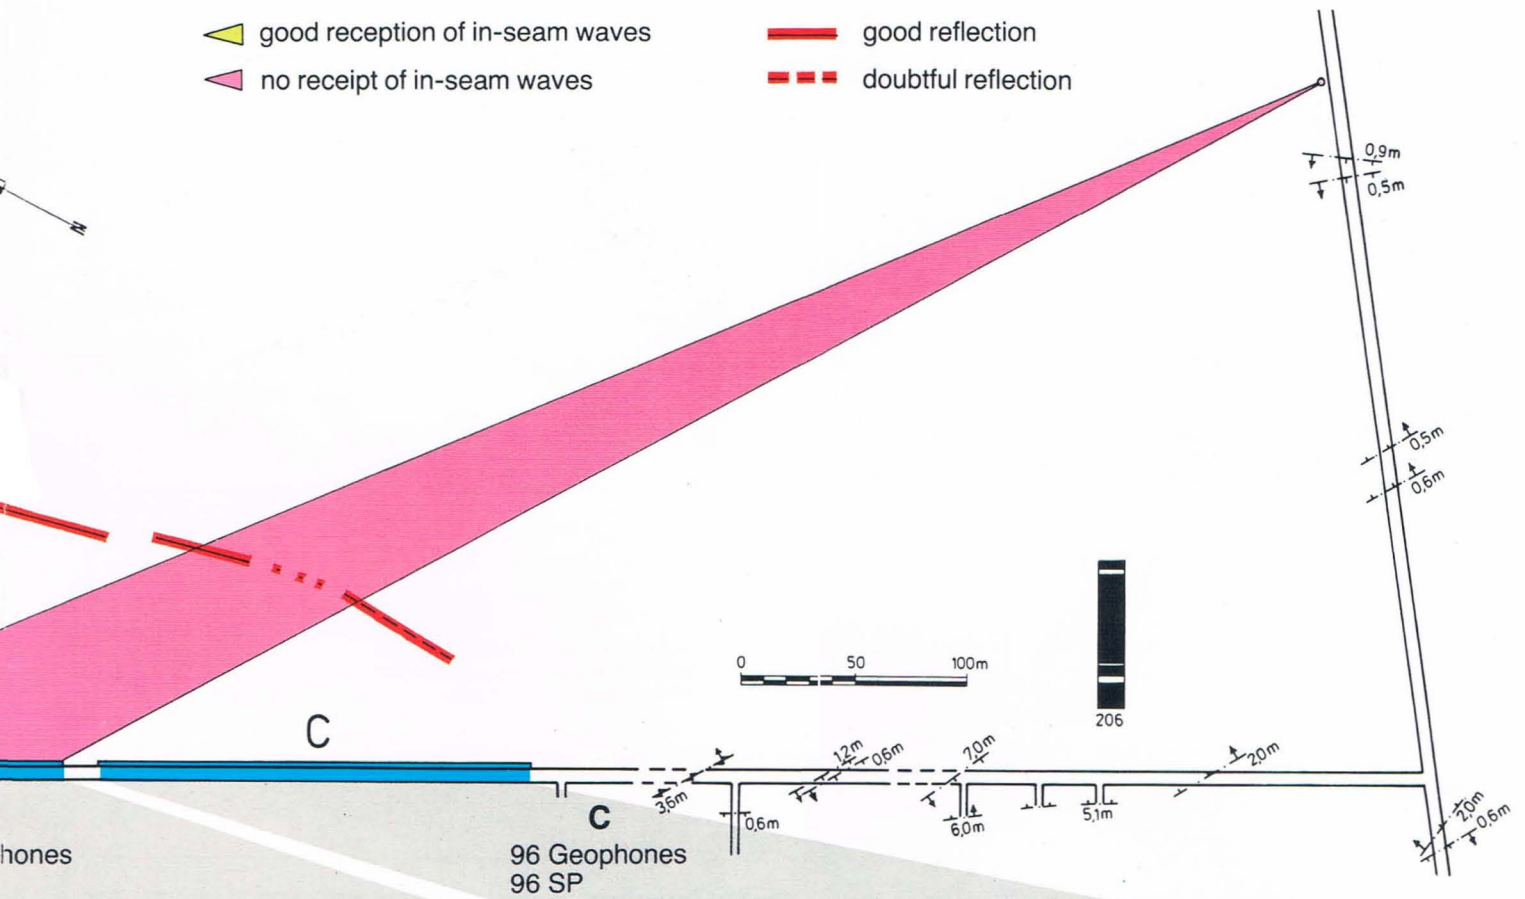 good reception of in-seam waves
good reflection
no receipt of in-seam waves
doubtful reflection
0,9m
0,5m
N
0,5m
0,6m
0 50 100m
206
C
1,2m
0,6m
7,0m
2,0m
3,6m
0,6m
6,0m
5,1m
2,0m
0,6m
C
hones
96 Geophones
96 SP